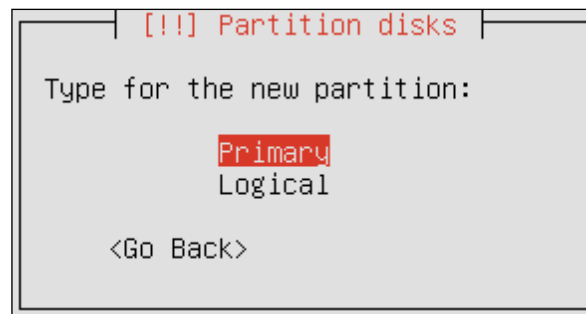 [!!] Partition disks
Type for the new partition:
Primary
Logical
<Go Back>